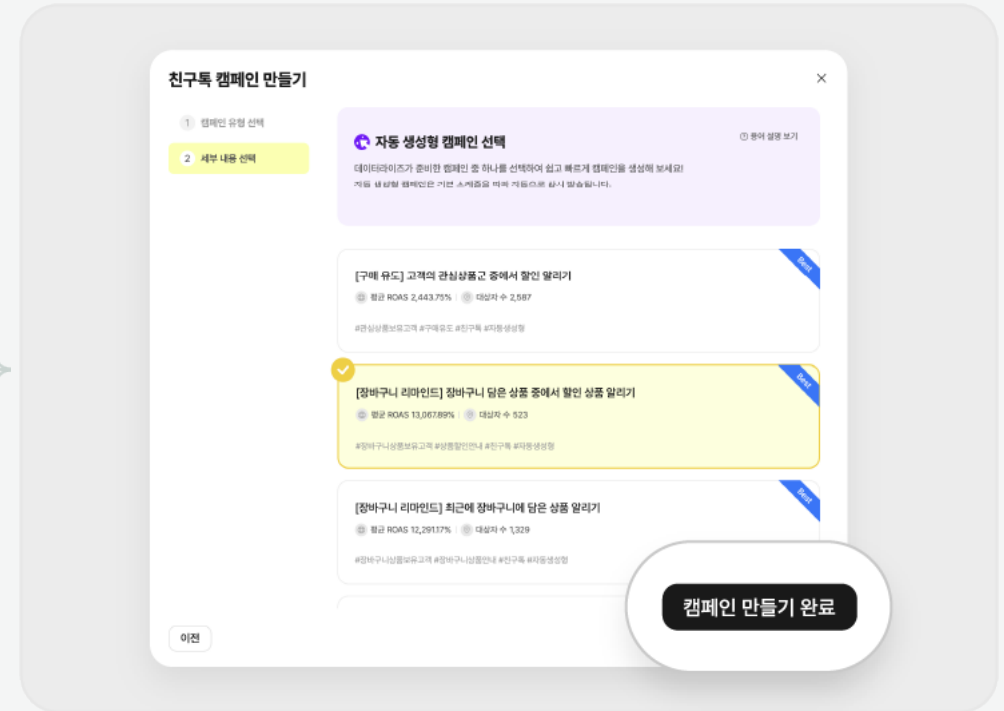 친구톡 캠페인 만들기
1 캠페인 유형 선택
2 세부 내용 선택
자동 생성형 캠페인 선택
용어 설명 보기
데이터라이즈가 준비한 캠페인 중 하나를 선택하여 쉽고 빠르게 캠페인을 생성해 보세요!
자동 생성형 캠페인은
[구매 유도] 고객의 관심상품군 중에서 할인 알리기
Best
평균 ROAS 2,443.75% 대상자 수 2,587
#관심상품보유고객 #구매유도 #친구톡 #자동생성형
[장바구니 리마인드] 장바구니 담은 상품 중에서 할인 상품 알리기
Best
평균 ROAS 13,067.89% 대상자 수 523
#장바구니상품보유고객 #상품할인안내 #친구톡 #자동생성형
[장바구니 리마인드] 최근에 장바구니에 담은 상품 알리기
Best
평균 ROAS 12,291.17% 대상자 수 1,329
#장바구니상품보유고객 #장바구니상품안내 #친구톡 #자동생성형
이전
캠페인 만들기 완료